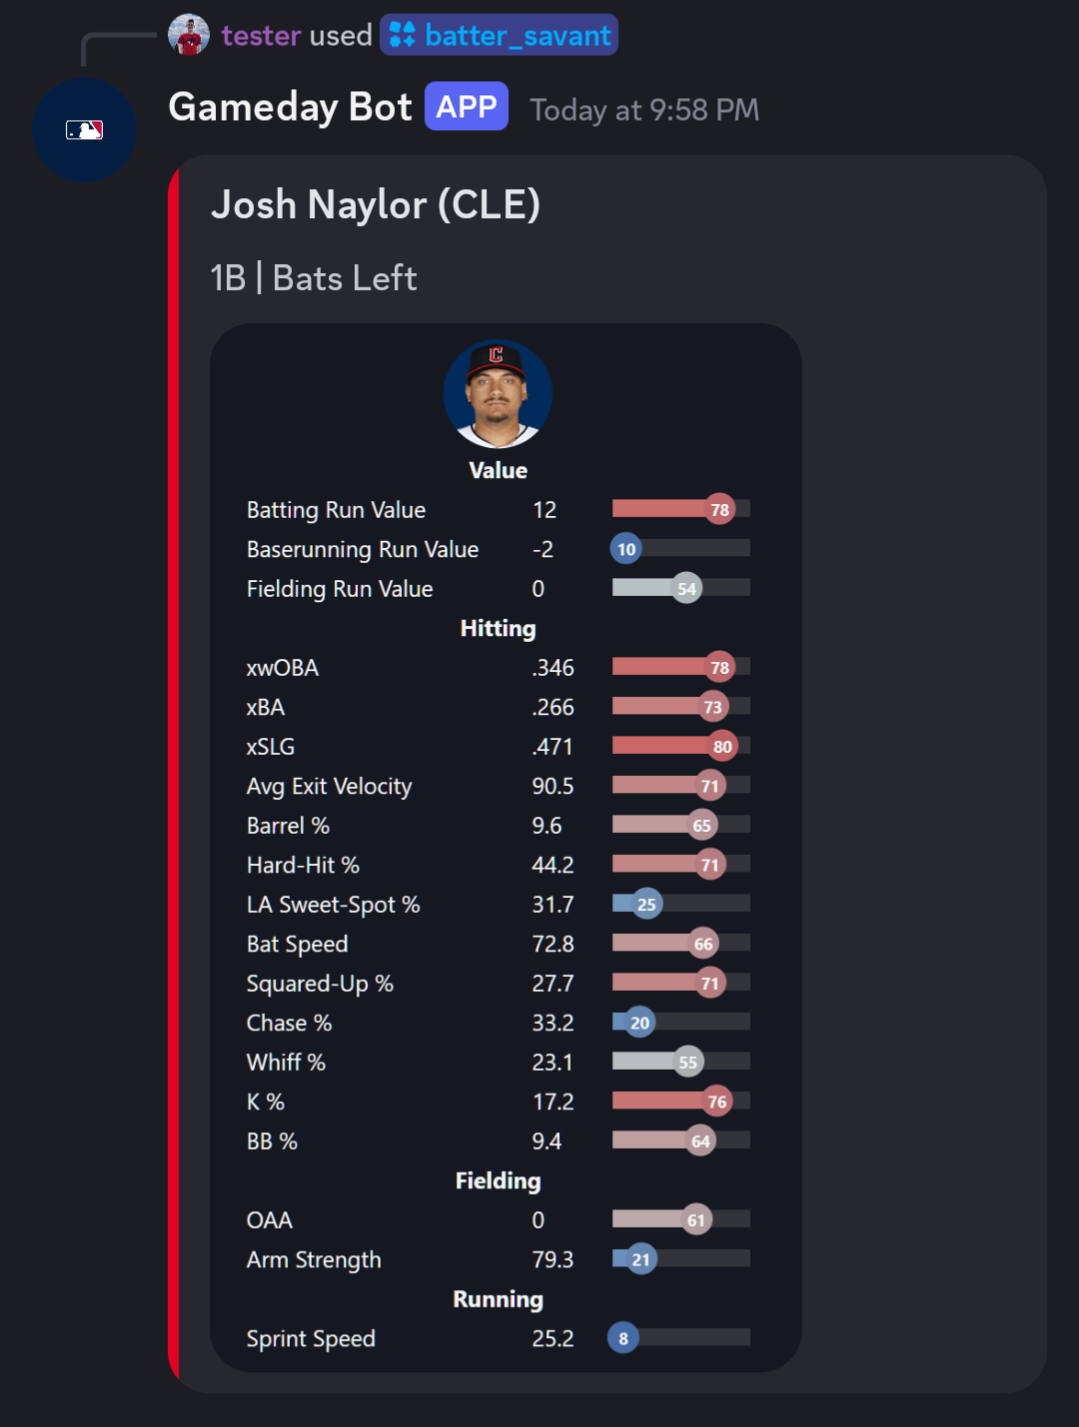 tester used batter_savant
Gameday Bot APP Today at 9:58 PM
Josh Naylor (CLE)
1B | Bats Left
C
Value
Batting Run Value 12 78
Baserunning Run Value -2 10
Fielding Run Value 0 54
Hitting
xwOBA .346 78
xBA .266 73
xSLG .471 80
Avg Exit Velocity 90.5 71
Barrel % 9.6 65
Hard-Hit % 44.2 71
LA Sweet-Spot % 31.7 25
Bat Speed 72.8 66
Squared-Up % 27.7 71
Chase % 33.2 20
Whiff % 23.1 55
K % 17.2 76
BB % 9.4 64
Fielding
OAA 0 61
Arm Strength 79.3 21
Running
Sprint Speed 25.2 8